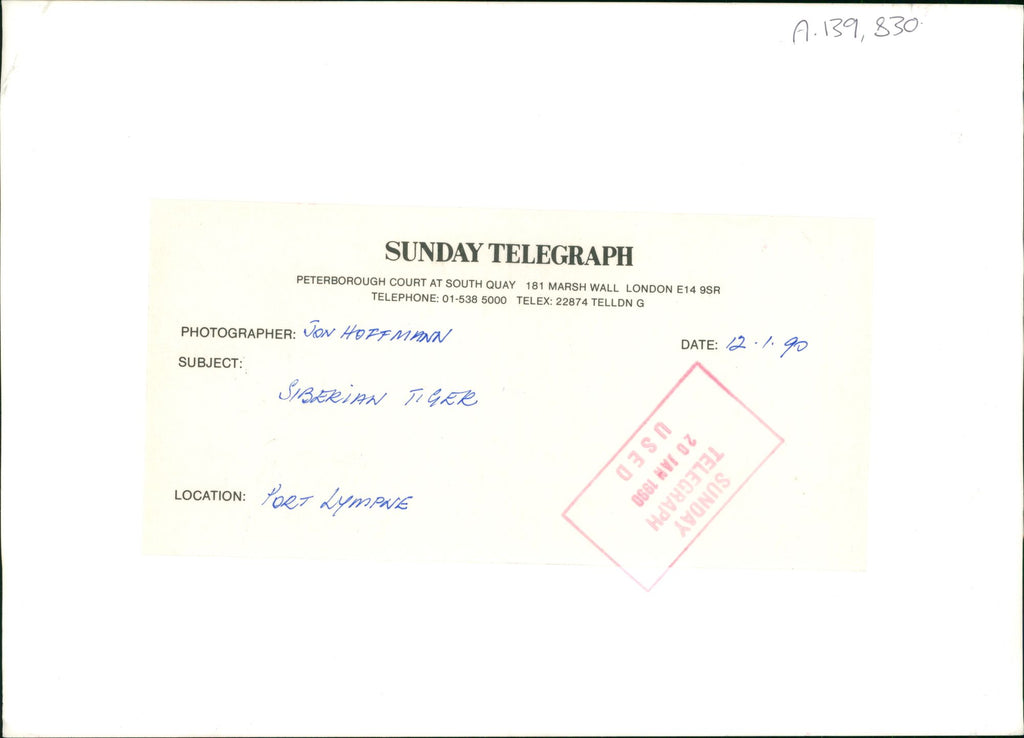 A.139,830
SUNDAY TELEGRAPH
PETERBOROUGH COURT AT SOUTH QUAY 181 MARSH WALL LONDON E14 9SR
TELEPHONE: 01-538 5000 TELEX: 22874 TELLDN G
PHOTOGRAPHER: JON HOFFMANN
DATE: 12.1.90
SUBJECT:
SIBERIAN TIGER
LOCATION: PORT LYMPNE
SUNDAY
TELEGRAPH
20 JAN 1990
USED